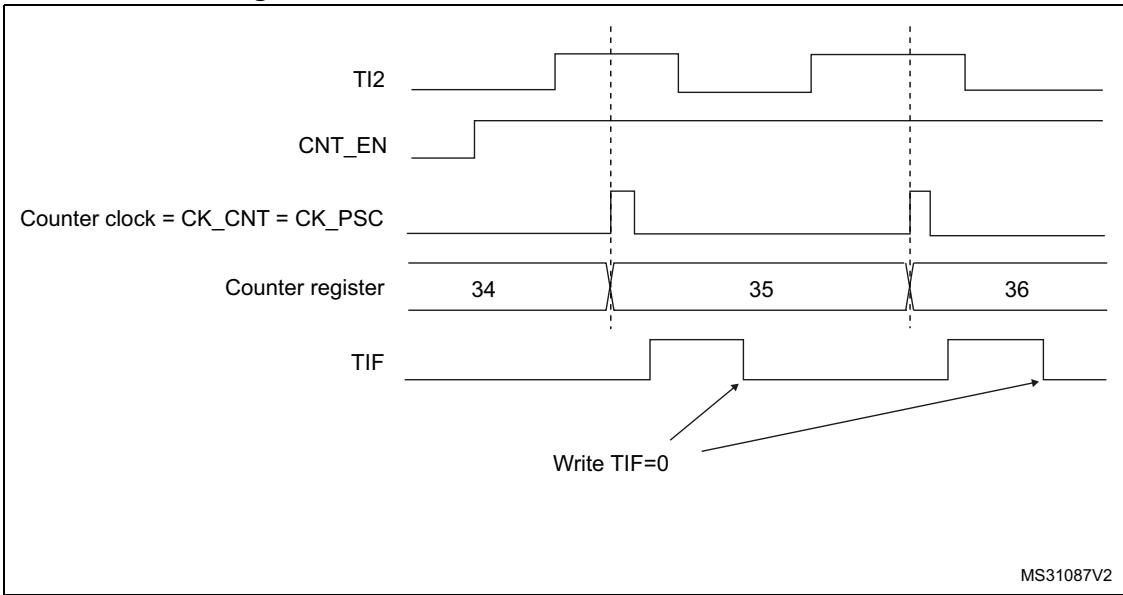 TI2
CNT_EN
Counter clock = CK_CNT = CK_PSC
Counter register 34 35 36
TIF
Write TIF=0
MS31087V2